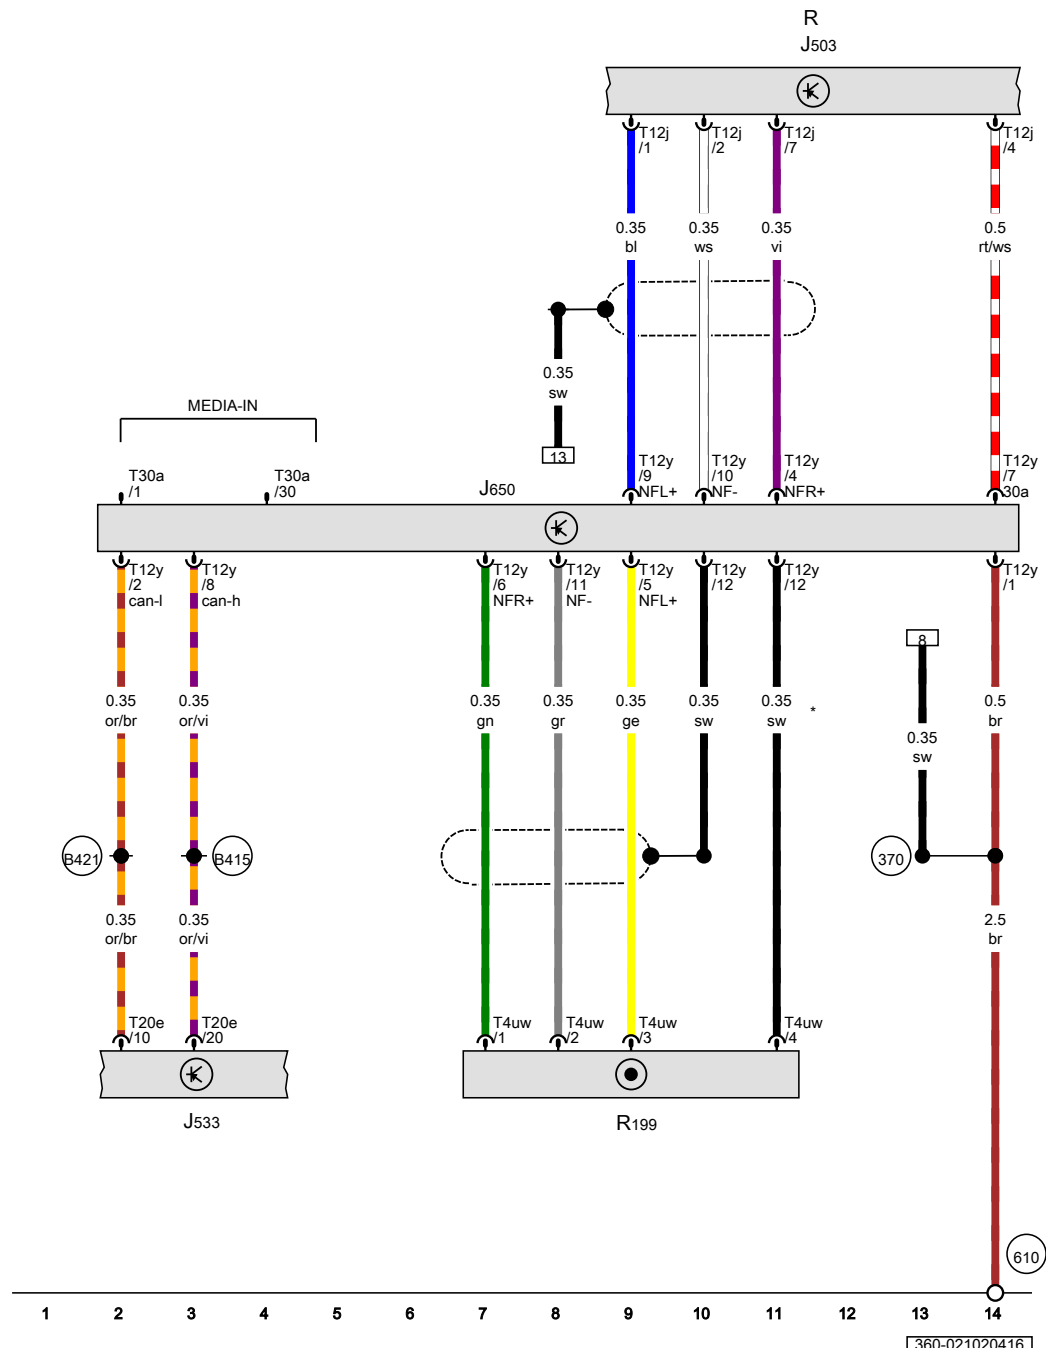 R
J503
T12j
/1
T12j
/2
T12j
/7
T12j
/4
0.35
bl
0.35
ws
0.35
vi
0.5
rt/ws
0.35
sw
13
MEDIA-IN
T30a
/1
T30a
/30
J650
T12y
/9
NFL+
T12y
/10
NF-
T12y
/4
NFR+
T12y
/7
30a
T12y
/2
can-l
T12y
/8
can-h
T12y
/6
NFR+
T12y
/11
NF-
T12y
/5
NFL+
T12y
/12
T12y
/12
T12y
/1
8
0.35
or/br
0.35
or/vi
0.35
gn
0.35
gr
0.35
ge
0.35
sw
0.35
sw
*
0.35
sw
0.5
br
B421
B415
370
0.35
or/br
0.35
or/vi
2.5
br
T20e
/10
T20e
/20
T4uw
/1
T4uw
/2
T4uw
/3
T4uw
/4
J533
R199
610
1 2 3 4 5 6 7 8 9 10 11 12 13 14
360-021020416